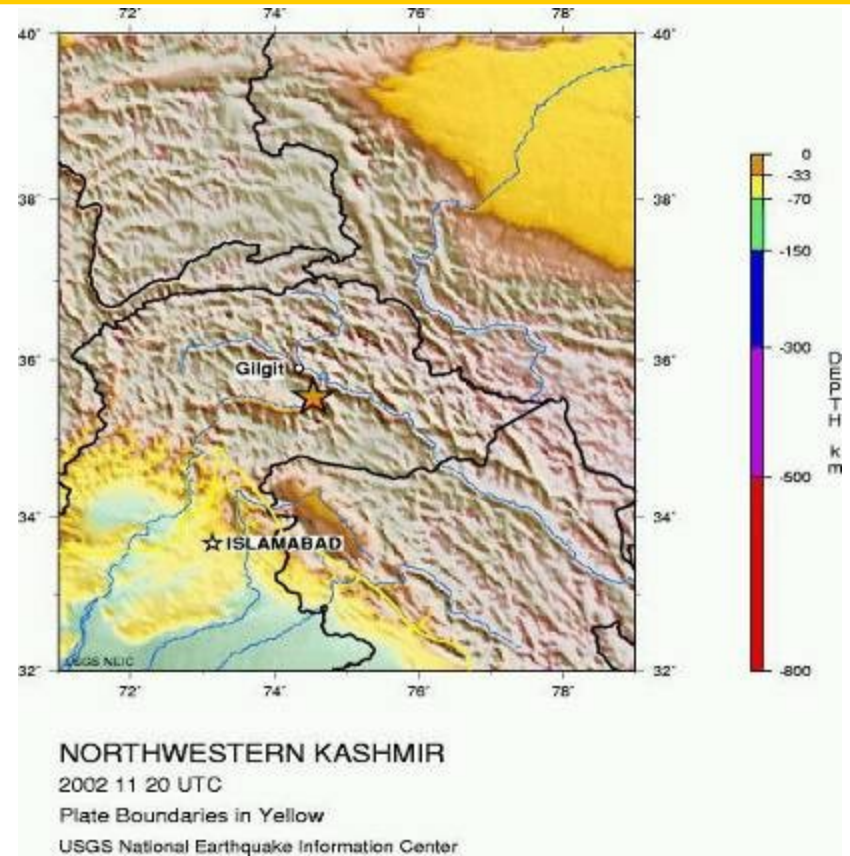 72° 74° 76° 78°
40° 40°
38° 38°
36° 36°
34° 34°
32° 32°
72° 74° 76° 78°
Gilgit
ISLAMABAD
USGS NEIC
0
-33
-70
-150
-300
-500
-800
DEPTH km
NORTHWESTERN KASHMIR
2002 11 20 UTC
Plate Boundaries in Yellow
USGS National Earthquake Information Center